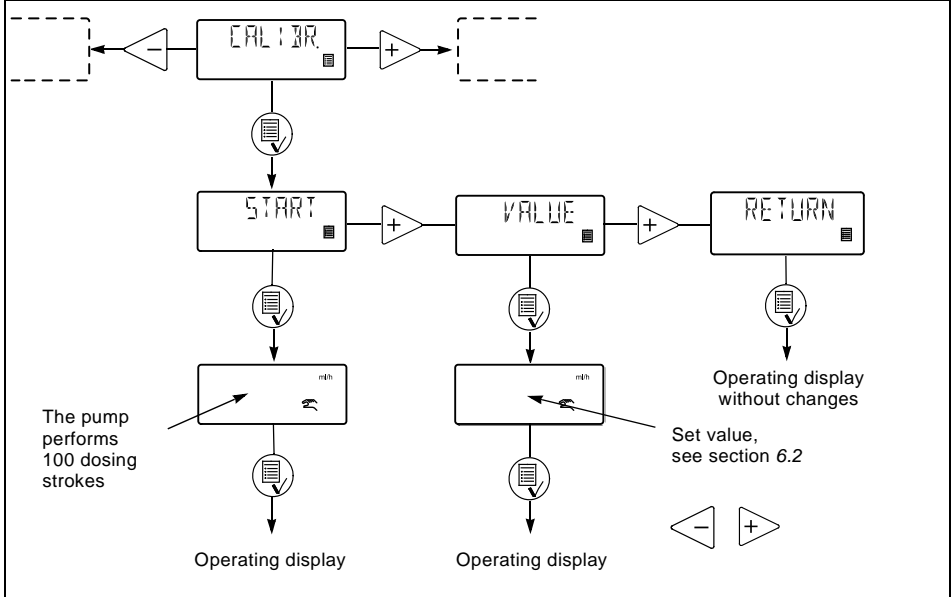 CALIBR.
−
+
START
+
VALUE
+
RETURN
ml/h
ml/h
The pump
performs
100 dosing
strokes
Set value,
see section 6.2
Operating display
without changes
−
+
Operating display
Operating display